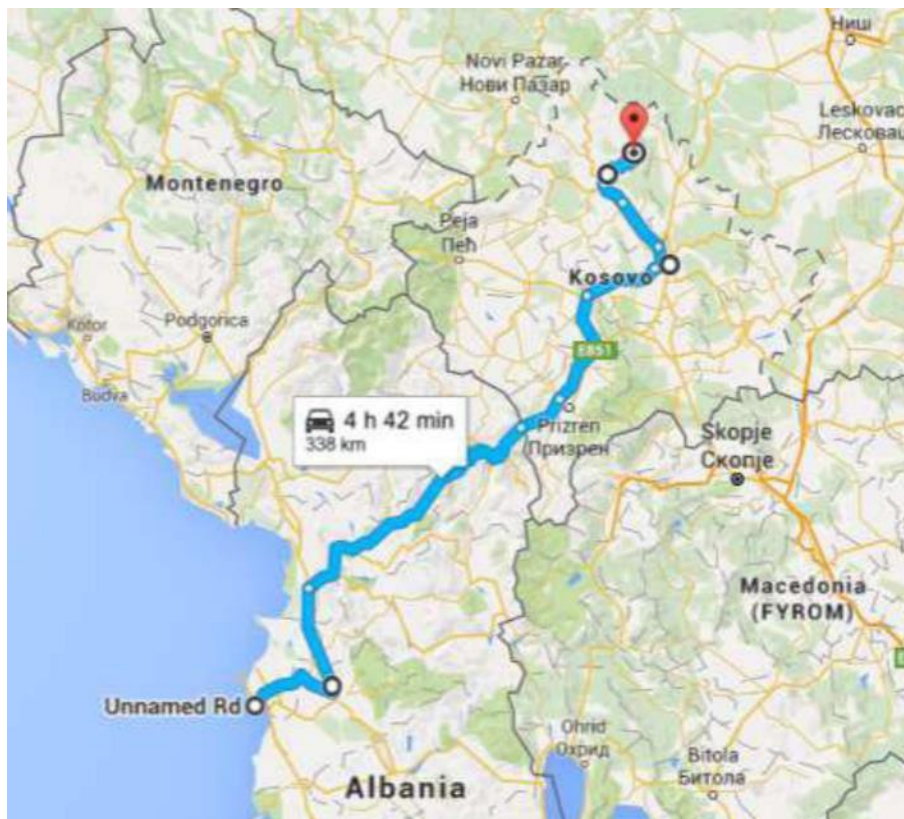 Ниш
Novi Pazar
Нови Пазар
Leskovac
Лесковац
Montenegro
Peja
Пећ
Kosovo
Kotor
Podgorica
E851
Budva
4 h 42 min
338 km
Prizren
Призрен
Skopje
Скопје
Macedonia
(FYROM)
Unnamed Rd
Ohrid
Охрид
Bitola
Битола
Albania